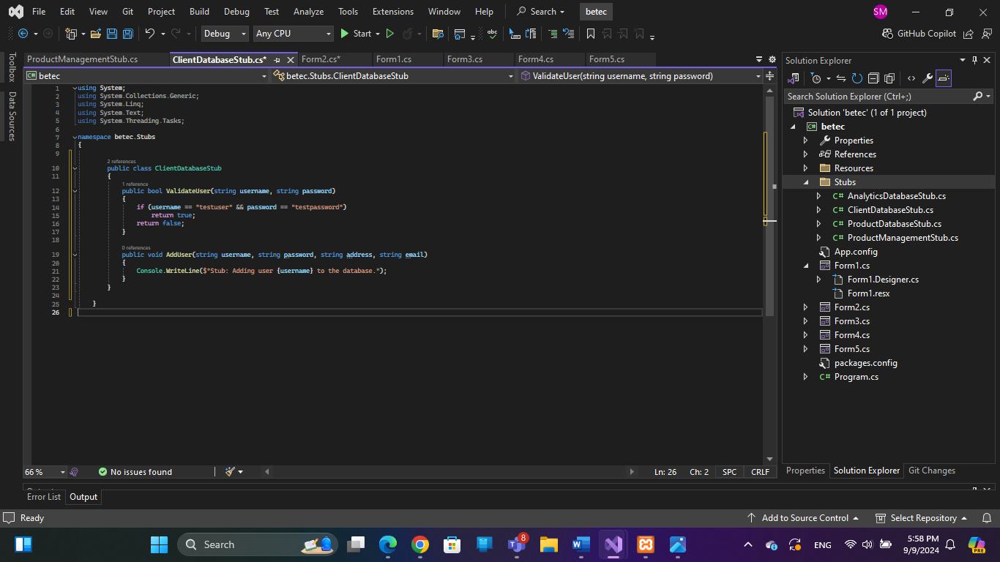 File Edit View Git Project Build Debug Test Analyze Tools Extensions Window Help Search betec SM
Debug Any CPU Start GitHub Copilot
ProductManagementStub.cs ClientDatabaseStub.cs* Form2.cs* Form1.cs Form3.cs Form4.cs Form5.cs
C# betec betec.Stubs.ClientDatabaseStub ValidateUser(string username, string password)
Toolbox
Data Sources
1 using System;
2 using System.Collections.Generic;
3 using System.Linq;
4 using System.Text;
5 using System.Threading.Tasks;
6
7 namespace betec.Stubs
8 {
9
2 references
10 public class ClientDatabaseStub
11 {
1 reference
12 public bool ValidateUser(string username, string password)
13 {
14 if (username == "testuser" && password == "testpassword")
15 return true;
16 return false;
17 }
18
0 references
19 public void AddUser(string username, string password, string address, string email)
20 {
21 Console.WriteLine($"Stub: Adding user {username} to the database.");
22 }
23 }
24
25 }
26
66 % No issues found Ln: 26 Ch: 2 SPC CRLF
Solution Explorer
Search Solution Explorer (Ctrl+;)
Solution 'betec' (1 of 1 project)
C# betec
Properties
References
Resources
Stubs
C# AnalyticsDatabaseStub.cs
C# ClientDatabaseStub.cs
C# ProductDatabaseStub.cs
C# ProductManagementStub.cs
App.config
Form1.cs
Form1.Designer.cs
Form1.resx
Form2.cs
Form3.cs
Form4.cs
Form5.cs
packages.config
C# Program.cs
Properties Solution Explorer Git Changes
Error List Output
Ready Add to Source Control Select Repository
Search 8 ENG 5:58 PM
9/9/2024
PRE